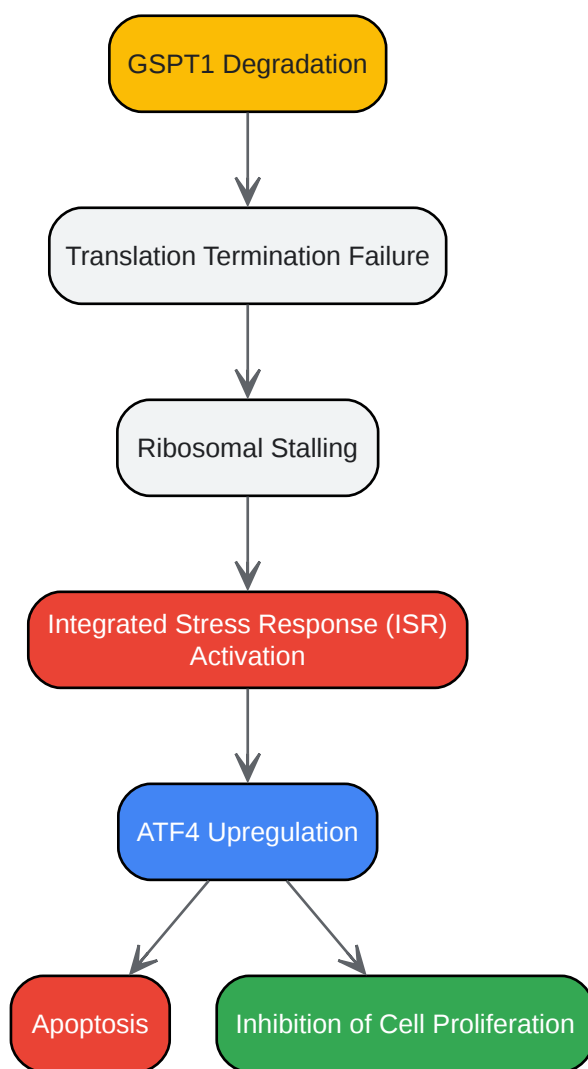 GSPT1 Degradation
Translation Termination Failure
Ribosomal Stalling
Integrated Stress Response (ISR)
Activation
ATF4 Upregulation
Apoptosis
Inhibition of Cell Proliferation